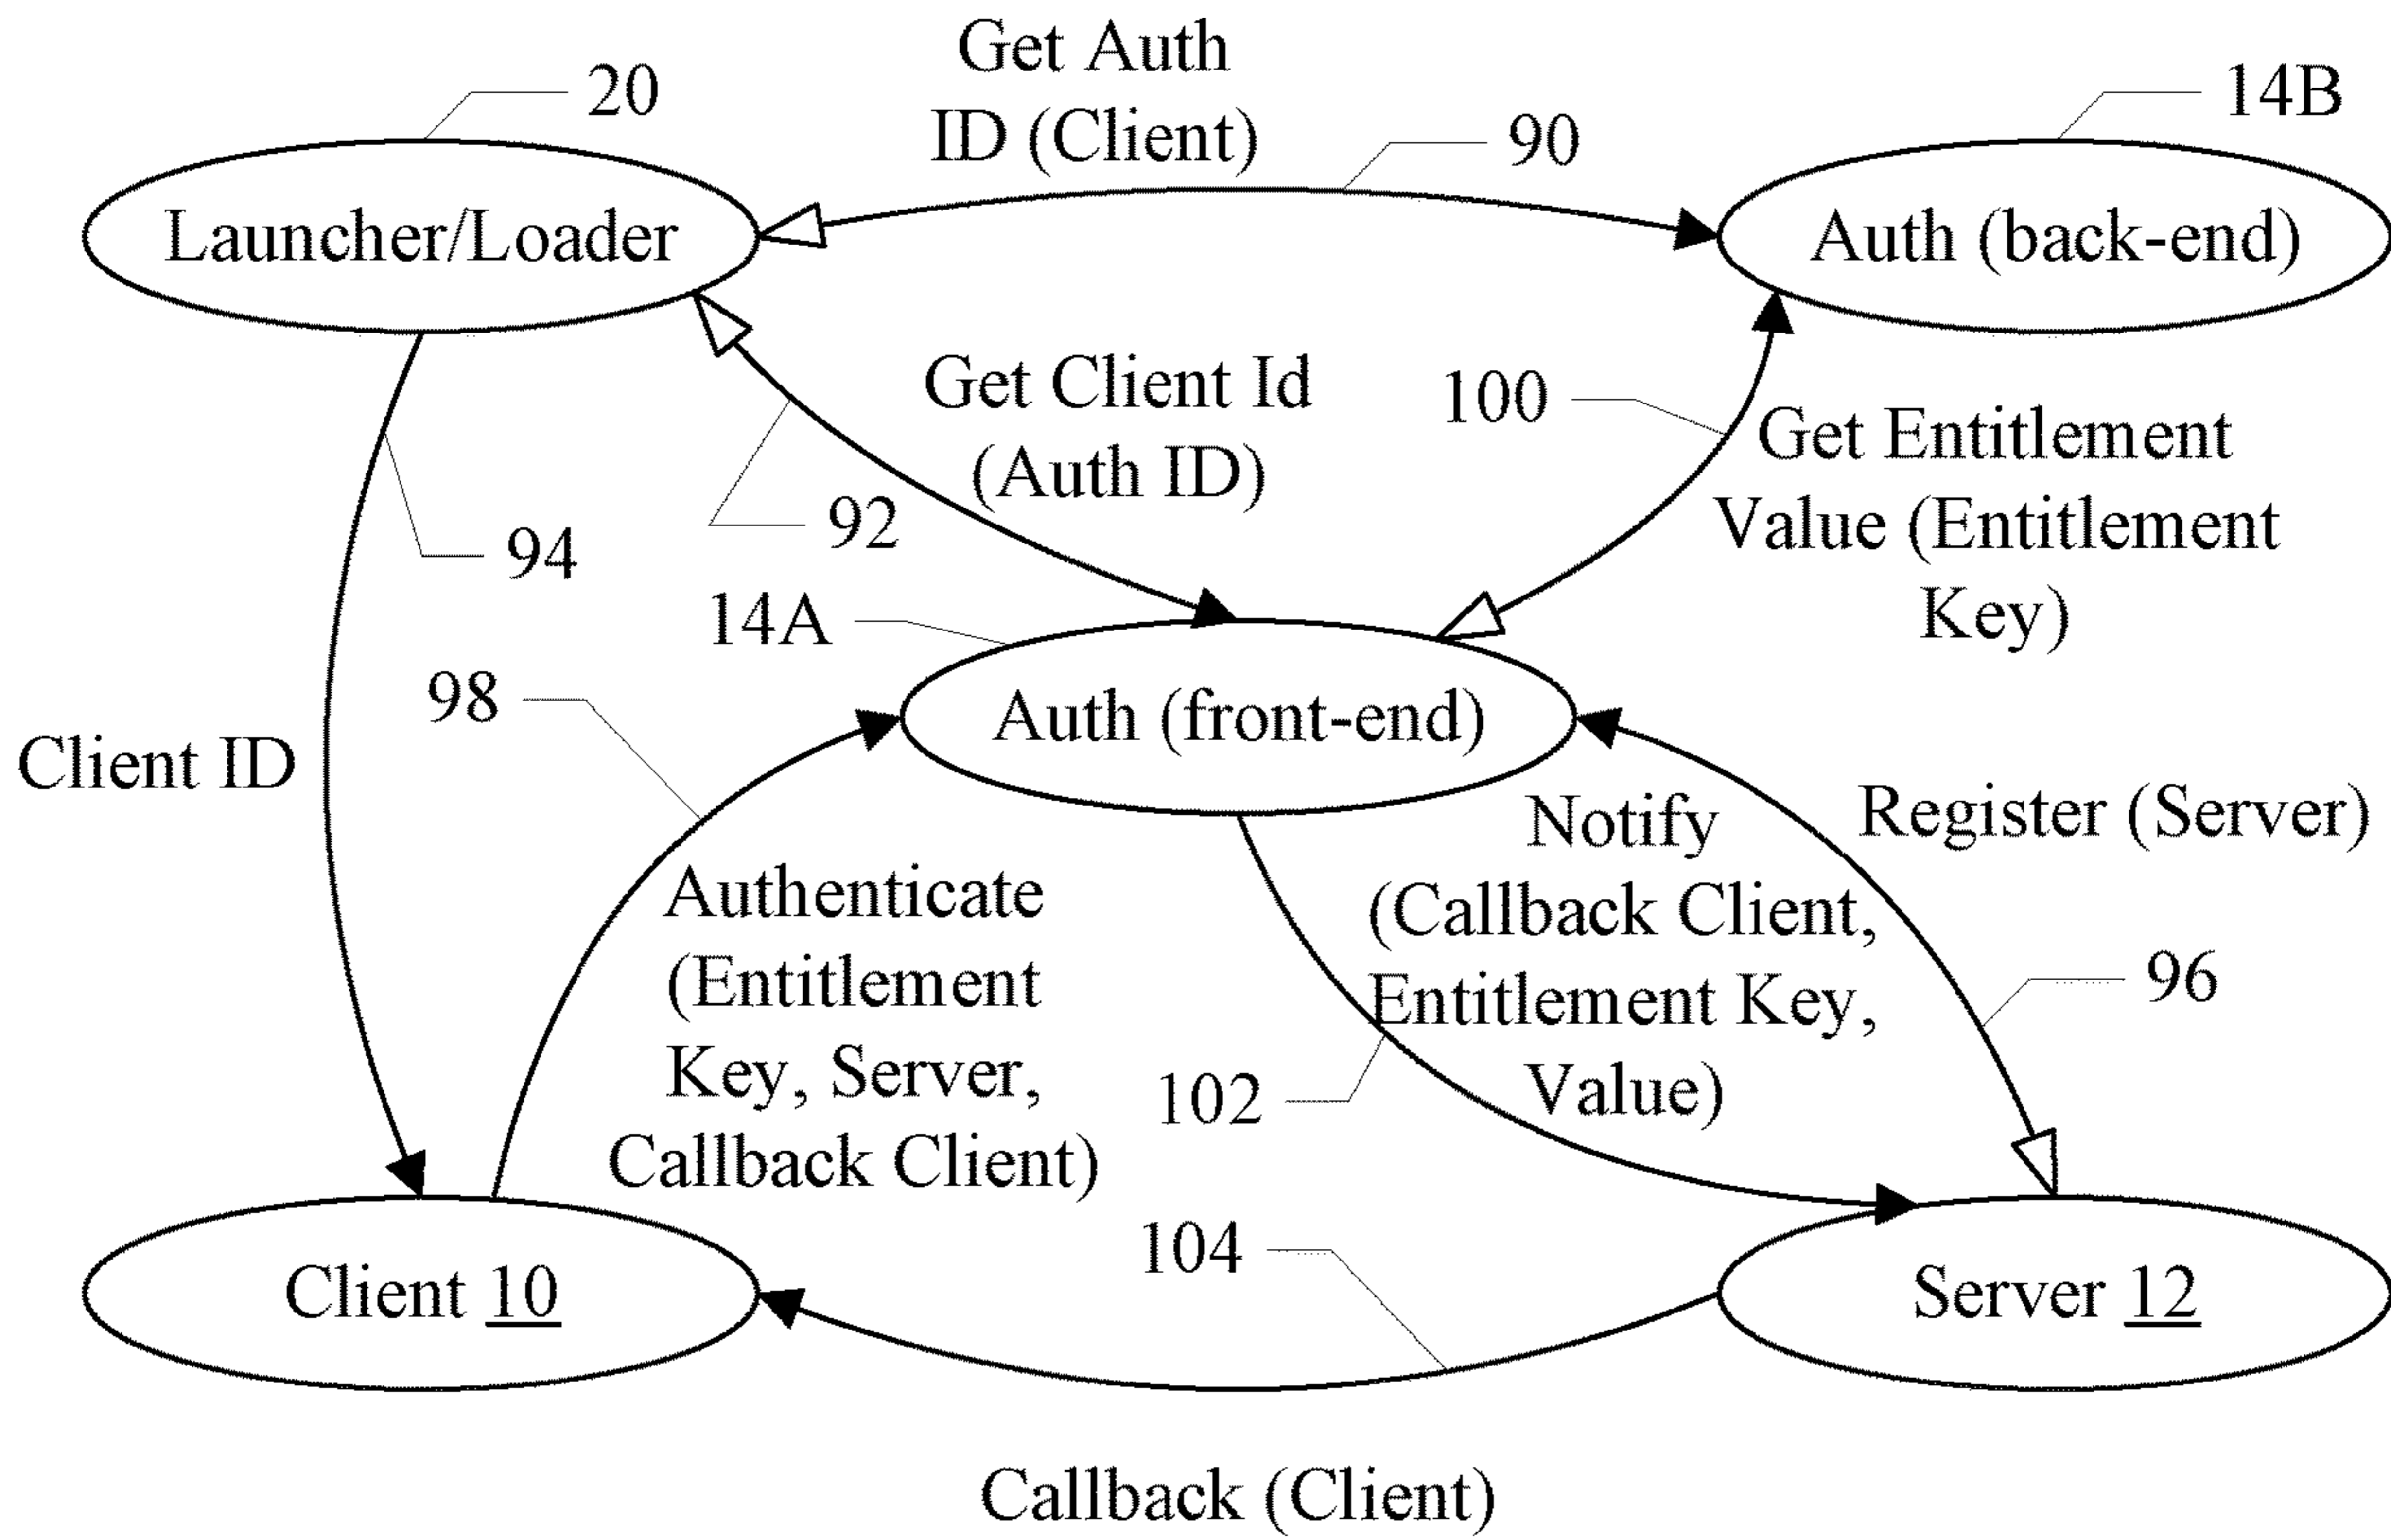 Get Auth
ID (Client)
20
90
14B
Launcher/Loader
Auth (back-end)
Get Client Id
(Auth ID)
92
100
Get Entitlement
Value (Entitlement
Key)
94
14A
98
Auth (front-end)
Client ID
Notify
(Callback Client,
Entitlement Key,
Value)
Register (Server)
96
Authenticate
(Entitlement
Key, Server,
Callback Client)
102
104
Client 10
Server 12
Callback (Client)